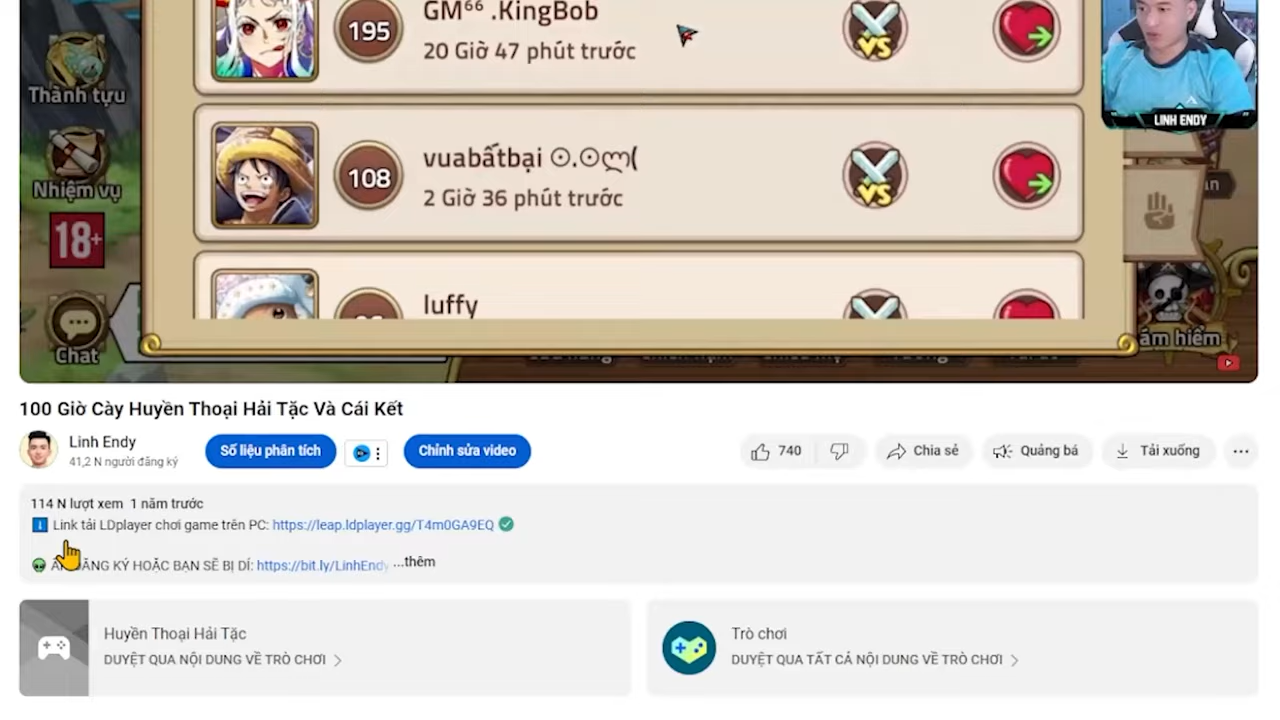 GM⁶⁶ .KingBob
195
20 Giờ 47 phút trước
VS
Thành tựu
LINH ENDY
vuabấtbại ⊙.⊙ლ(
108
2 Giờ 36 phút trước
VS
Nhiệm vụ
18+
luffy
Chat
ám hiểm
100 Giờ Cày Huyền Thoại Hải Tặc Và Cái Kết
Linh Endy
41,2 N người đăng ký
Số liệu phân tích
Chỉnh sửa video
740
Chia sẻ
Quảng bá
Tải xuống
114 N lượt xem 1 năm trước
Link tải LDplayer chơi game trên PC: https://leap.ldplayer.gg/T4m0GA9EQ
ĐĂNG KÝ HOẶC BẠN SẼ BỊ DÍ: https://bit.ly/LinhEndy ...thêm
Huyền Thoại Hải Tặc
DUYỆT QUA NỘI DUNG VỀ TRÒ CHƠI
Trò chơi
DUYỆT QUA TẤT CẢ NỘI DUNG VỀ TRÒ CHƠI